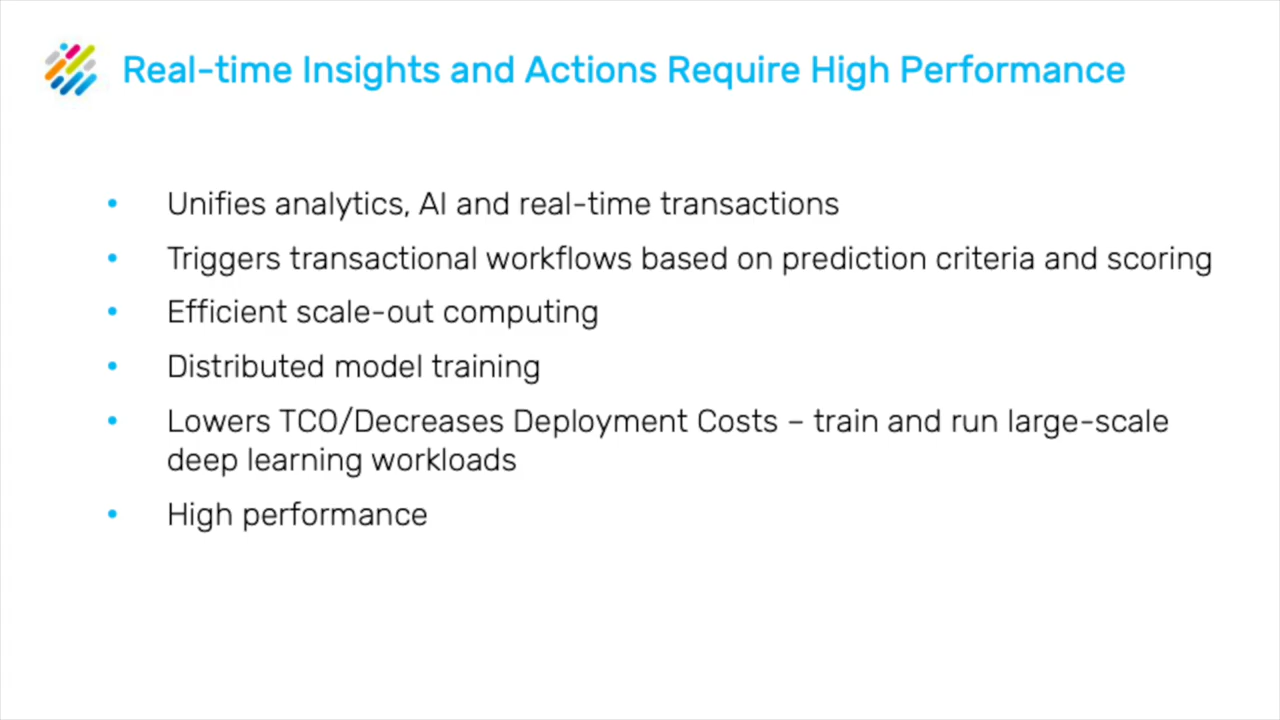 Real-time Insights and Actions Require High Performance
• Unifies analytics, AI and real-time transactions
• Triggers transactional workflows based on prediction criteria and scoring
• Efficient scale-out computing
• Distributed model training
• Lowers TCO/Decreases Deployment Costs – train and run large-scale
deep learning workloads
• High performance